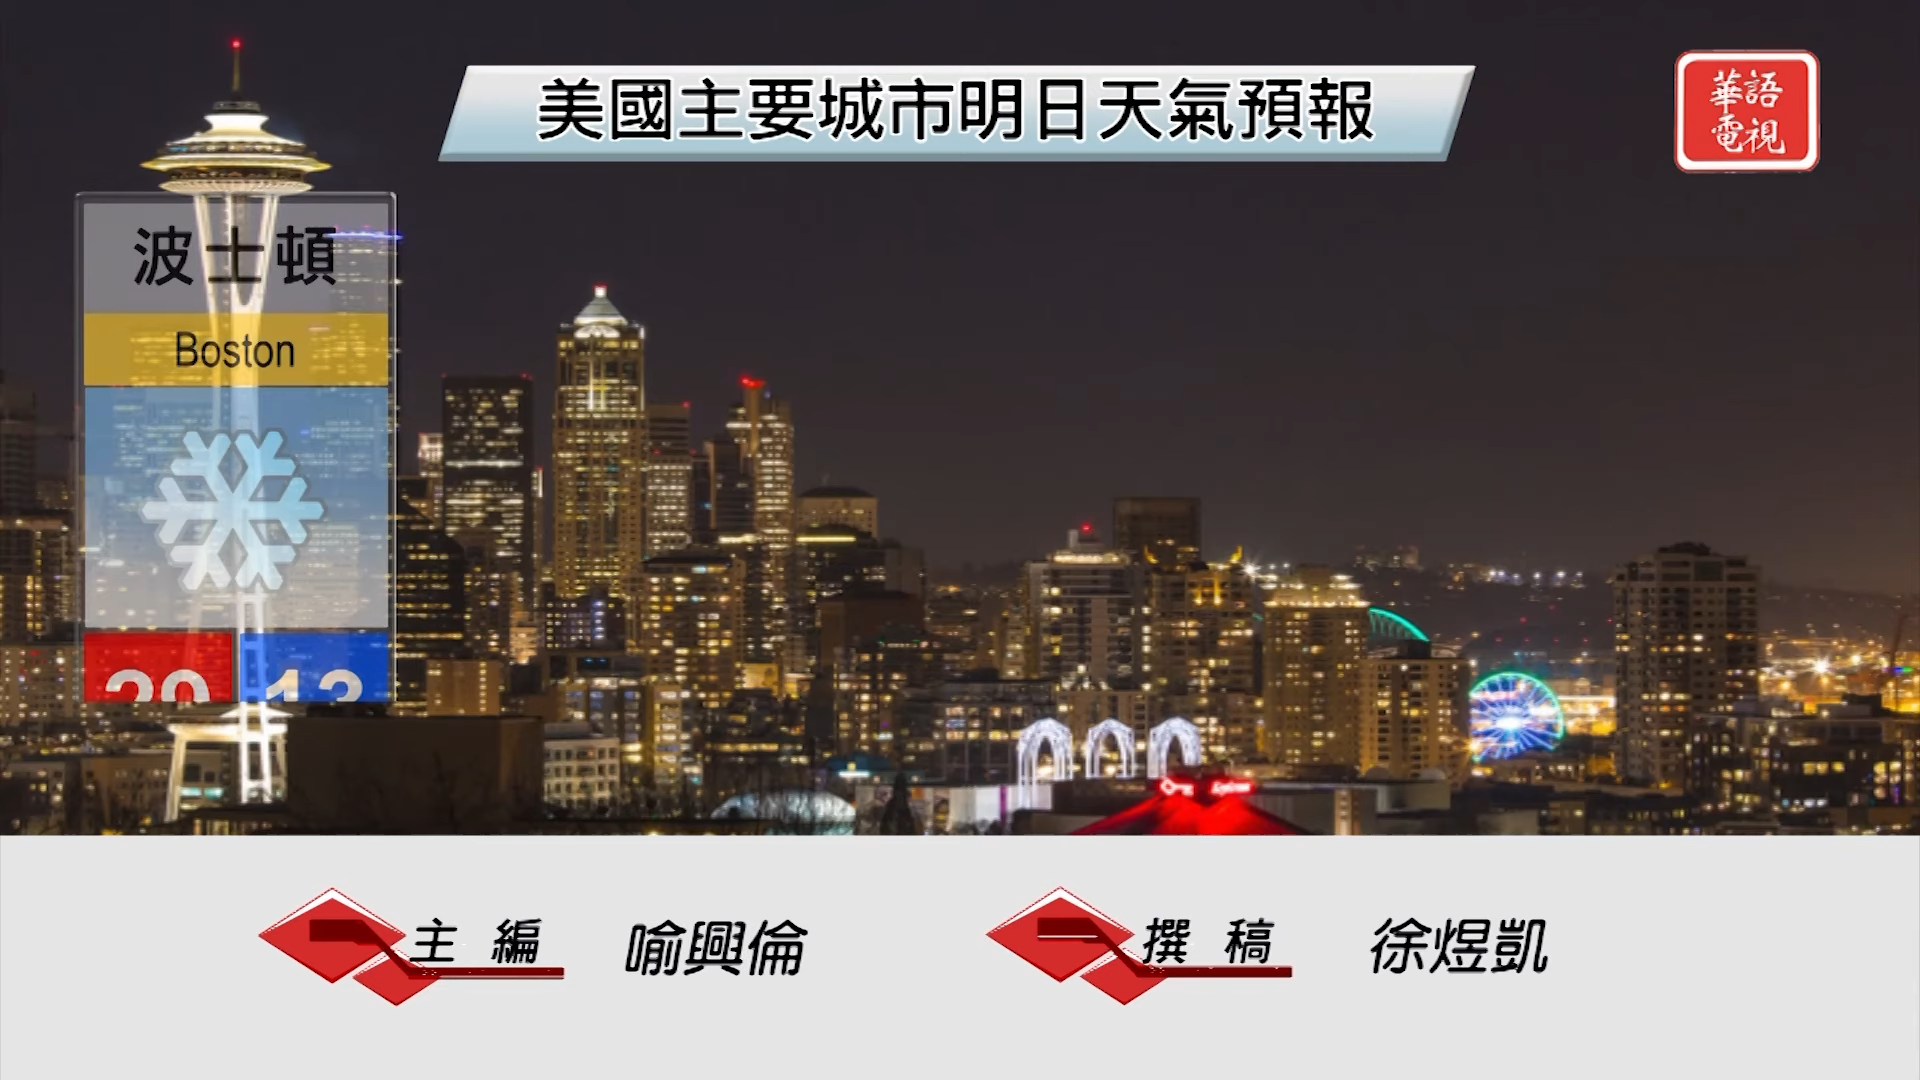 美國主要城市明日天氣預報
華語
電視
波士頓
Boston
主編 喻興倫
撰稿 徐煜凱